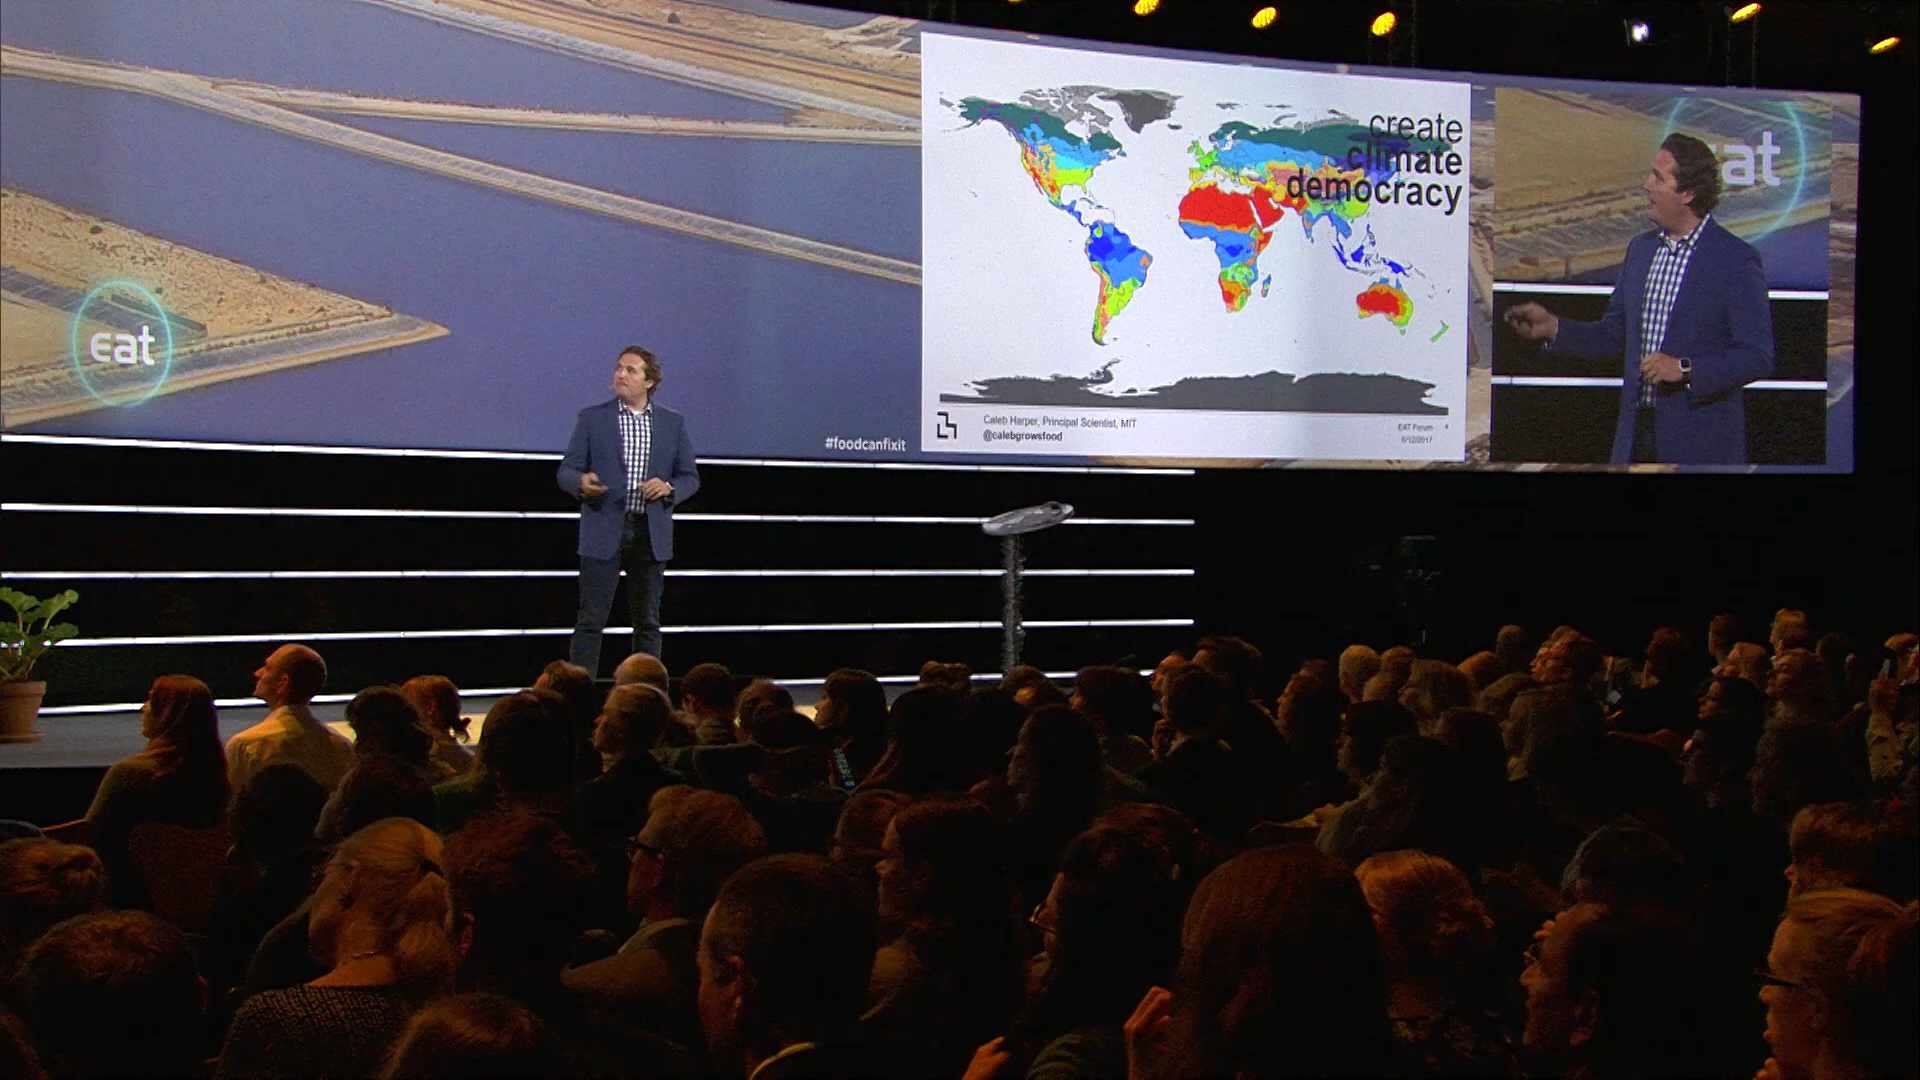 eat
#foodcanfixit
create
climate
democracy
Caleb Harper, Principal Scientist, MIT
@calebgrowsfood
EAT Forum
6/12/2017
eat